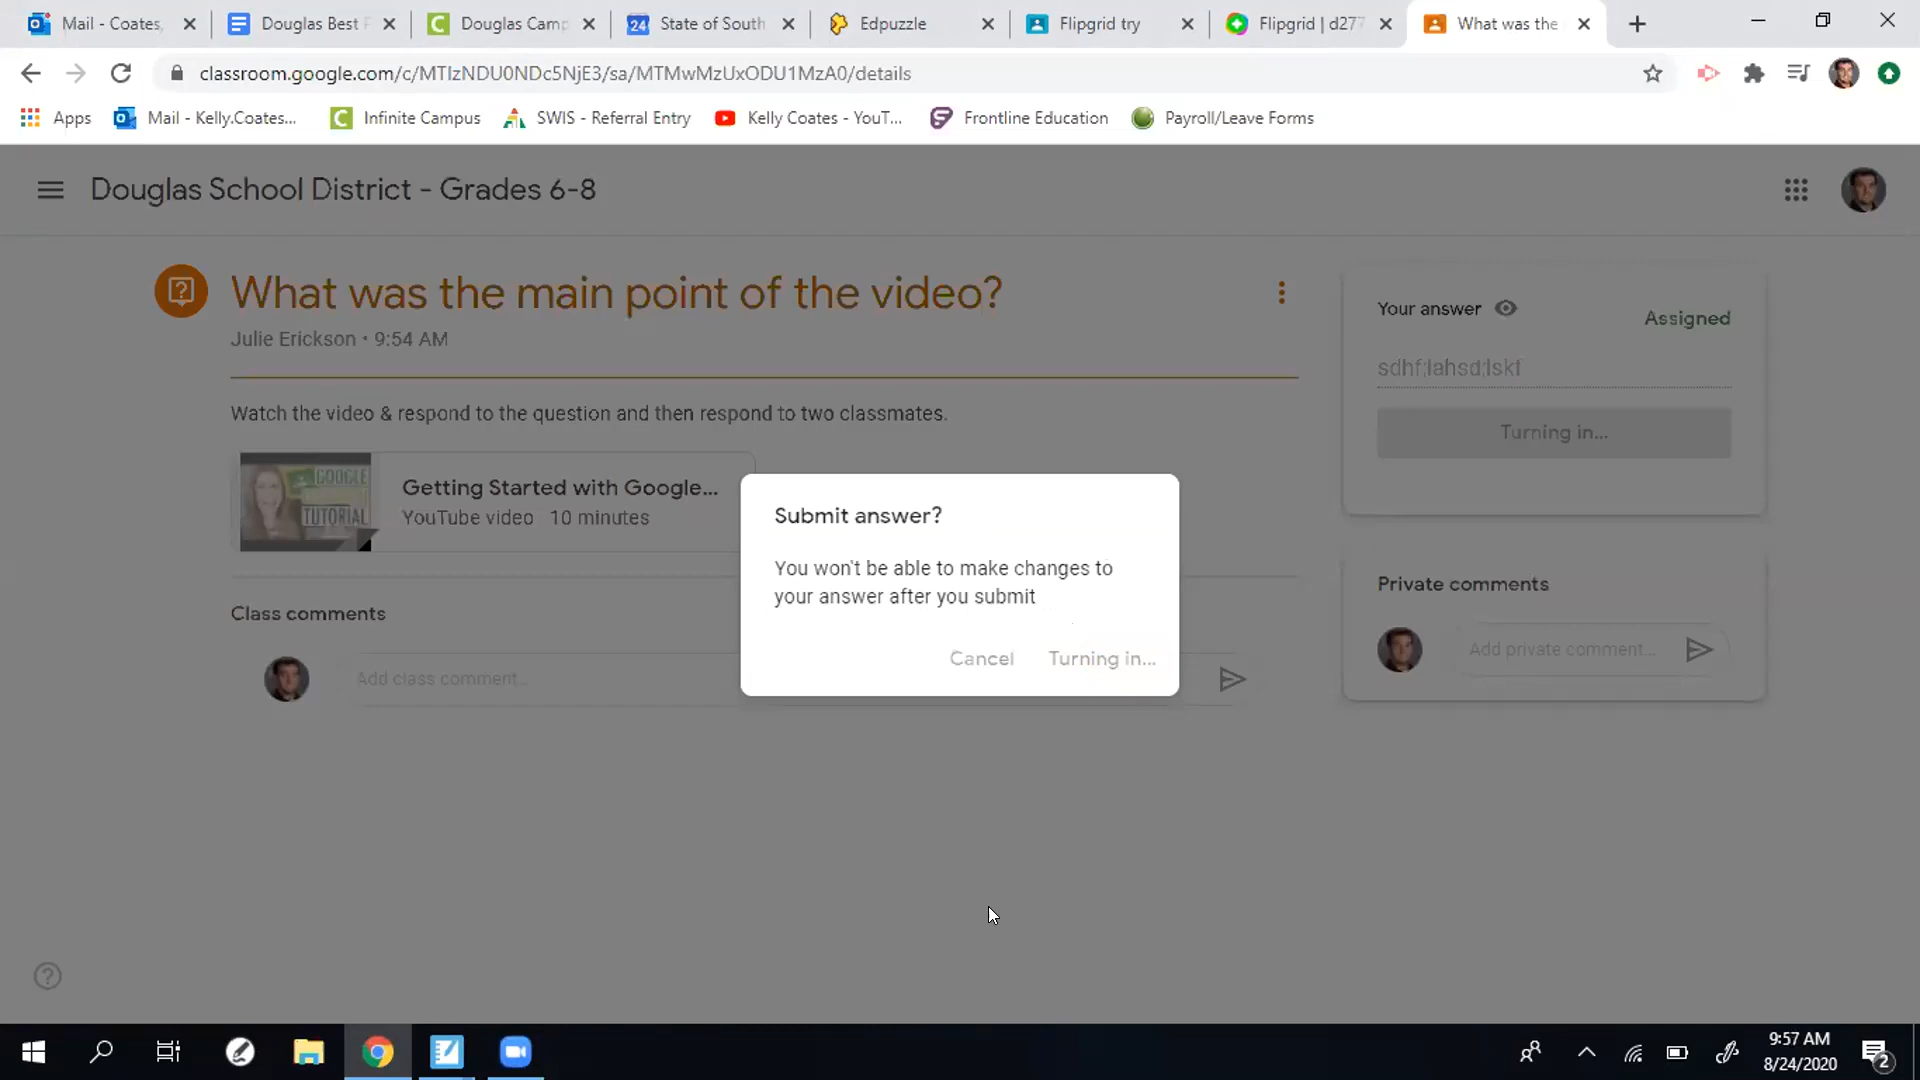 Mail - Coates,
Douglas Best
Douglas Camp
24
State of South
Edpuzzle
Flipgrid try
Flipgrid | d277
What was the
classroom.google.com/c/MTIzNDU0NDc5NjE3/sa/MTMwMzUxODU1MzA0/details
Apps
Mail - Kelly.Coates...
Infinite Campus
SWIS - Referral Entry
Kelly Coates - YouT...
Frontline Education
Payroll/Leave Forms
Douglas School District - Grades 6-8
What was the main point of the video?
Julie Erickson • 9:54 AM
Watch the video & respond to the question and then respond to two classmates.
GOOGLE
TUTORIAL
Getting Started with Google...
YouTube video 10 minutes
Class comments
Add class comment...
Your answer
Assigned
Turning in...
Private comments
Add private comment...
Submit answer?
You won't be able to make changes to
your answer after you submit
Cancel
Turning in...
9:57 AM
8/24/2020
2